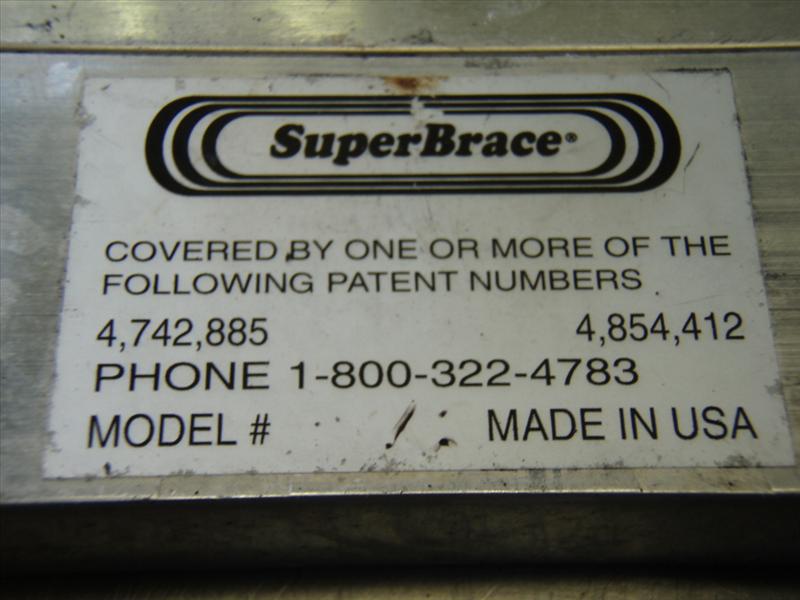 SuperBrace®
COVERED BY ONE OR MORE OF THE
FOLLOWING PATENT NUMBERS
4,742,885 4,854,412
PHONE 1-800-322-4783
MODEL # MADE IN USA